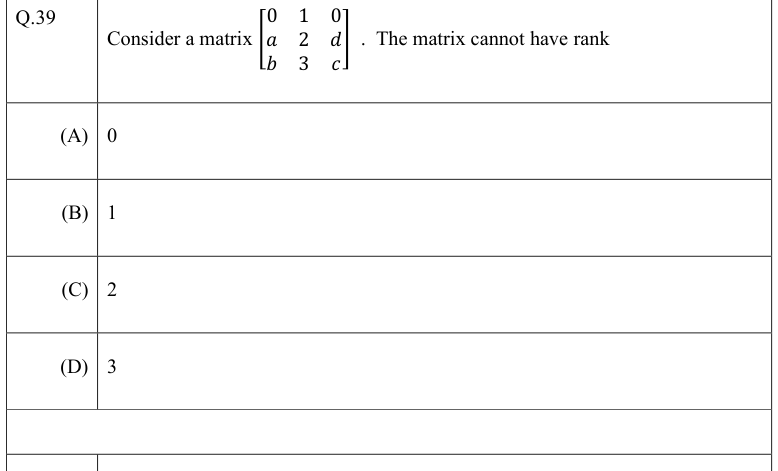 Q.39
Consider a matrix [0 1 0
a 2 d
b 3 c] . The matrix cannot have rank
(A) 0
(B) 1
(C) 2
(D) 3